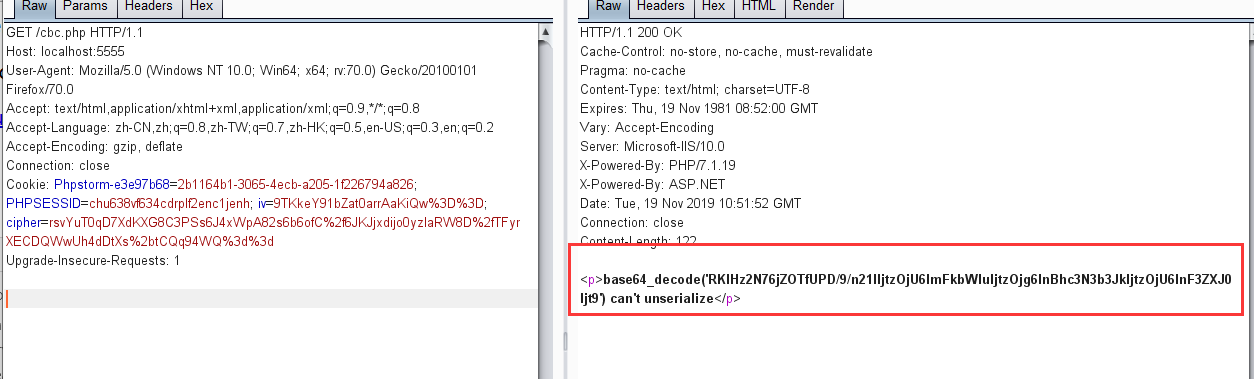 Raw Params Headers Hex
GET /cbc.php HTTP/1.1
Host: localhost:5555
User-Agent: Mozilla/5.0 (Windows NT 10.0; Win64; x64; rv:70.0) Gecko/20100101
Firefox/70.0
Accept: text/html,application/xhtml+xml,application/xml;q=0.9,*/*;q=0.8
Accept-Language: zh-CN,zh;q=0.8,zh-TW;q=0.7,zh-HK;q=0.5,en-US;q=0.3,en;q=0.2
Accept-Encoding: gzip, deflate
Connection: close
Cookie: Phpstorm-e3e97b68=2b1164b1-3065-4ecb-a205-1f226794a826;
PHPSESSID=chu638vf634cdrplf2enc1jenh; iv=9TKkeY91bZat0arrAaKiQw%3D%3D;
cipher=rsvYuT0qD7XdKXG8C3PSs6J4xWpA82s6b6ofC%2f6JKJjxdijo0yzlaRW8D%2fTFyr
XECDQWwUh4dDtXs%2btCQq94WQ%3d%3d
Upgrade-Insecure-Requests: 1
Raw Headers Hex HTML Render
HTTP/1.1 200 OK
Cache-Control: no-store, no-cache, must-revalidate
Pragma: no-cache
Content-Type: text/html; charset=UTF-8
Expires: Thu, 19 Nov 1981 08:52:00 GMT
Vary: Accept-Encoding
Server: Microsoft-IIS/10.0
X-Powered-By: PHP/7.1.19
X-Powered-By: ASP.NET
Date: Tue, 19 Nov 2019 10:51:52 GMT
Connection: close
Content-Length: 122
<p>base64_decode('RKIHz2N76jZOTfUPD/9/n21lIjtzOjU6ImFkbWluIjtzOjg6InBhc3N3b3JkIjtzOjU6InF3ZXJ0
Ijt9') can't unserialize</p>